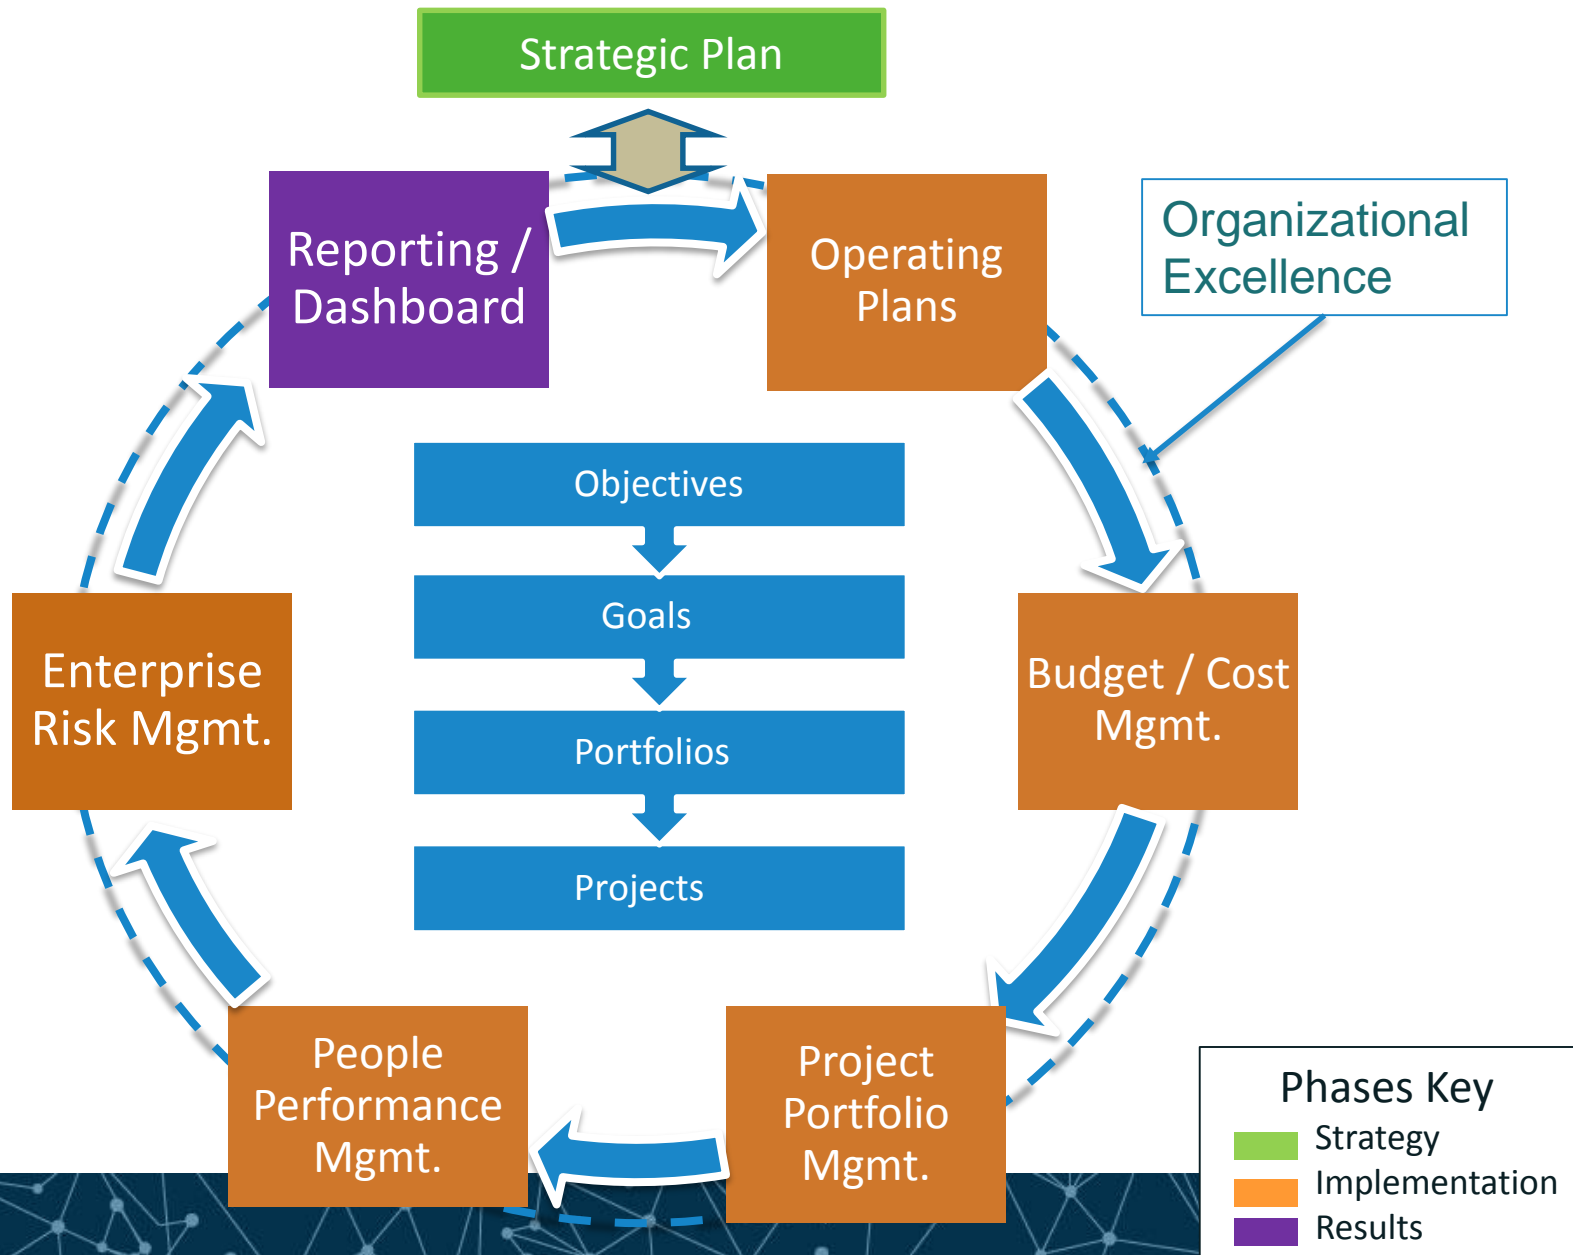 Strategic Plan
Reporting /
Dashboard
Operating
Plans
Organizational
Excellence
Objectives
Goals
Portfolios
Projects
Enterprise
Risk Mgmt.
Budget / Cost
Mgmt.
People
Performance
Mgmt.
Project
Portfolio
Mgmt.
Phases Key
Strategy
Implementation
Results